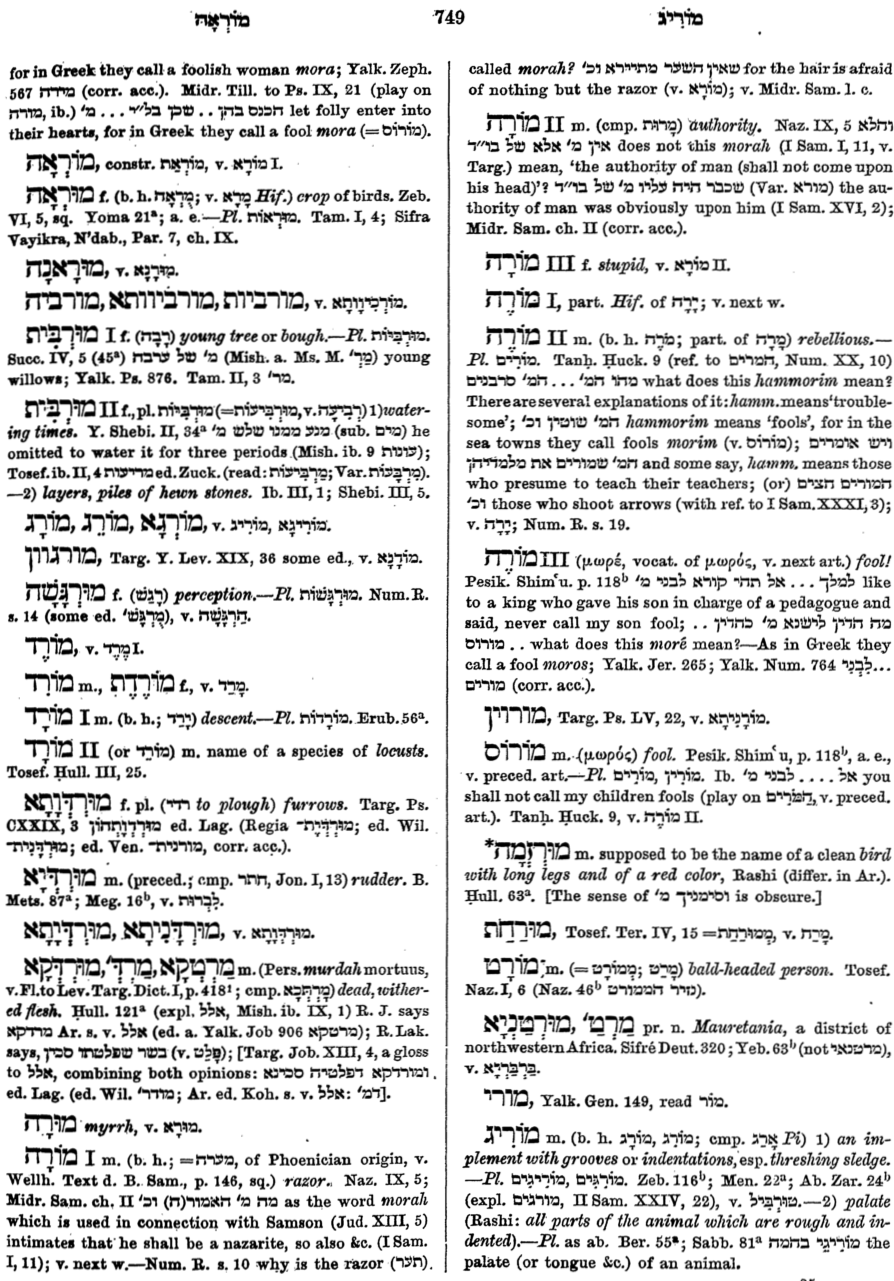 מוֹרְאָה 749 מוֹרִיג
for in Greek they call a foolish woman mora; Yalk. Zeph.
567 מירדה (corr. acc.). Midr. Till. to Ps. IX, 21 (play on
מורה, ib.) הכנס בהן .. שכן בל״י ... מ׳ let folly enter into
their hearts, for in Greek they call a fool mora (=מוֹרוֹס).
מוֹרְאָה, constr. מוֹרְאַת, v. מוֹרָא I.
מוּרְאָה f. (b. h. מֻרְאָה; v. מָרָא Hif.) crop of birds. Zeb.
VI, 5, sq. Yoma 21a; a. e.—Pl. מוּרְאוֹת. Tam. I, 4; Sifra
Vayikra, N'dab., Par. 7, ch. IX.
מוּרְאָנָה, v. מוּרָנָא.
מורביות, מורביוותא, מורביה, v. מוּרְכִיוָותָא.
מוּרְבִּית I f. (רָבָה) young tree or bough.—Pl. מוּרְבִּיּוֹת.
Succ. IV, 5 (45a) מ׳ של ערבה (Mish. a. Ms. M. מֻרְ׳) young
willows; Yalk. Ps. 876. Tam. II, 3 מר׳.
מוּרְבִּית II f., pl. מוּרְבִּיּוֹת (=מוּרְבִּיעוֹת, v. רְבִיעָה) 1) water-
ing times. Y. Shebi. II, 34a מנע ממנו שלש מ׳ (sub. מים) he
omitted to water it for three periods (Mish. ib. 9 עונות);
Tosef. ib. II, 4 מריעות ed. Zuck. (read: מַרְבִּיעוֹת; Var. מַרְבָּעוֹת).
—2) layers, piles of hewn stones. Ib. III, 1; Shebi. III, 5.
מוֹרְגָא, מוֹרֵג, מוֹרָג, v. מוֹרִיגָא, מוֹרִיג.
מורגוון, Targ. Y. Lev. XIX, 36 some ed., v. מוֹדָנָא.
מוּרְגָּשָׁה f. (רָגַשׁ) perception.—Pl. מוּרְגָּשׁוֹת. Num. R.
s. 14 (some ed. מֻרְגָּשׁ׳), v. הַרְגָּשָׁה.
מוֹרֶד, v. מֶרֶד I.
מוֹרֵד m., מוֹרֶדֶת f., v. מָרַד.
מוֹרָד I m. (b. h.; יָרַד) descent.—Pl. מוֹרָדוֹת. Erub. 56a.
מוֹרָד II (or מוֹרַד) m. name of a species of locusts.
Tosef. Ḥull. III, 25.
מוּרְדְּוָתָא f. pl. (רדי to plough) furrows. Targ. Ps.
CXXIX, 3 מוּרְדְוָתְהוֹן ed. Lag. (Regia מוּרְדְּיָת־; ed. Wil.
מוּרְדָּנִית־; ed. Ven. מורנית־, corr. acc.).
מוּרְדְּיָא m. (preced.; cmp. חתר, Jon. I, 13) rudder. B.
Mets. 87a; Meg. 16b, v. לַבְרוּת.
מוּרְדְּיָתָא, מוּרְדָּנִיתָא, v. מוּרְדְּוָתָא.
מוּרְדְּקָא, מַרְדְּ׳, מַרְטְקָא m. (Pers. murdah mortuus,
v. Fl. to Lev. Targ. Dict. I, p. 4181; cmp. מַרְתְּכָא) dead, wither-
ed flesh. Hull. 121a (expl. אלל, Mish. ib. IX, 1) R. J. says
מרדקא Ar. s. v. אלל (ed. a. Yalk. Job 906 מרטקא); R. Lak.
says, בשר שפלטתו סכין (v. פָּלַט); [Targ. Job. XIII, 4, a gloss
to אלל, combining both opinions: ומורדקא דפלטיה סכינא
ed. Lag. (ed. Wil. מודר׳; Ar. ed. Koh. s. v. אלל: דמ׳)].
מוּרָה myrrh, v. מוּרָא.
מוֹרָה I m. (b. h.; =מערה, of Phoenician origin, v.
Wellh. Text d. B. Sam., p. 146, sq.) razor. Naz. IX, 5;
Midr. Sam. ch. II מה מ׳ האמור(ה) וכ׳ as the word morah
which is used in connection with Samson (Jud. XIII, 5)
intimates that he shall be a nazarite, so also &c. (I Sam.
I, 11); v. next w.—Num. R. s. 10 why is the razor (תער)
called morah? שאין השער מתיירא וכ׳ for the hair is afraid
of nothing but the razor (v. מוֹרָא); v. Midr. Sam. l. c.
מוֹרָה II m. (cmp. מָרוּת) authority. Naz. IX, 5 והלא
אין מ׳ אלא של בו״ד does not this morah (I Sam. I, 11, v.
Targ.) mean, 'the authority of man (shall not come upon
his head)'? שכבר היה עליו מ׳ של בו״ד (Var. מורא) the au-
thority of man was obviously upon him (I Sam. XVI, 2);
Midr. Sam. ch. II (corr. acc.).
מוֹרָה III f. stupid, v. מוֹרָא II.
מוֹרֶה I, part. Hif. of יָרָה; v. next w.
מוֹרֶה II m. (b. h. מֹרֶה; part. of מָרָה) rebellious.—
Pl. מוֹרִים. Tanḥ. Huck. 9 (ref. to המרים, Num. XX, 10)
מהו המ׳ ... המ׳ סרבנים what does this hammorim mean?
There are several explanations of it: hamm. means 'trouble-
some'; המ׳ שוטין וכ׳ hammorim means 'fools', for in the
sea towns they call fools morim (v. מוֹרוֹס); ויש אומרים
המ׳ שמורים את מלמדיהן and some say, hamm. means those
who presume to teach their teachers; (or) המורים חצים
וכ׳ those who shoot arrows (with ref. to I Sam. XXXI, 3);
v. יָרָה; Num. R. s. 19.
מוֹרֶה III (μωρέ, vocat. of μωρός, v. next art.) fool!
Pesik. Shimʿu. p. 118b למלך ... אל תהי קורא לבני מ׳ like
to a king who gave his son in charge of a pedagogue and
said, never call my son fool; מה הדין לישנא מ׳ כהדין ..
מורוס .. what does this moré mean?—As in Greek they
call a fool moros; Yalk. Jer. 265; Yalk. Num. 764 לִבְנֵי׳...
מורים (corr. acc.).
מורוין, Targ. Ps. LV, 22, v. מוֹרָנִיתָא.
מוֹרוֹס m. (μωρός) fool. Pesik. Shimʿu, p. 118b, a. e.,
v. preced. art.—Pl. מוֹרִין, מוֹרִים. Ib. אל .... לבני מ׳ you
shall not call my children fools (play on הַמֹּרִים, v. preced.
art.). Tanḥ. Huck. 9, v. מוֹרֶה II.
*מוּרְזְמָה m. supposed to be the name of a clean bird
with long legs and of a red color, Rashi (differ. in Ar.).
Ḥull. 63a. [The sense of וסימניך מ׳ is obscure.]
מוּרַחַת, Tosef. Ter. IV, 15 =מְמוּרַחַת, v. מָרַח.
מוֹרָט m. (=מְמוֹרָט; מָרַט) bald-headed person. Tosef.
Naz. I, 6 (Naz. 46b נזיר הממורט).
מוּרְטַנְיָא, מַרְטַ׳ pr. n. Mauretania, a district of
northwestern Africa. Sifré Deut. 320; Yeb. 63b (not מרטנאי),
v. בַּרְבַּרְיָא.
מורי, Yalk. Gen. 149, read מוֹר.
מוֹרִיג m. (b. h. מוֹרָג, מוֹרַג; cmp. אָרַג Pi) 1) an im-
plement with grooves or indentations, esp. threshing sledge.
—Pl. מוֹרִגִּים, מוֹרִיגִים. Zeb. 116b; Men. 22a; Ab. Zar. 24b
(expl. מורגים, II Sam. XXIV, 22), v. טוּרְבֵּיל.—2) palate
(Rashi: all parts of the animal which are rough and in-
dented).—Pl. as ab. Ber. 55a; Sabb. 81a מוֹרִיגֵי בהמה the
palate (or tongue &c.) of an animal.